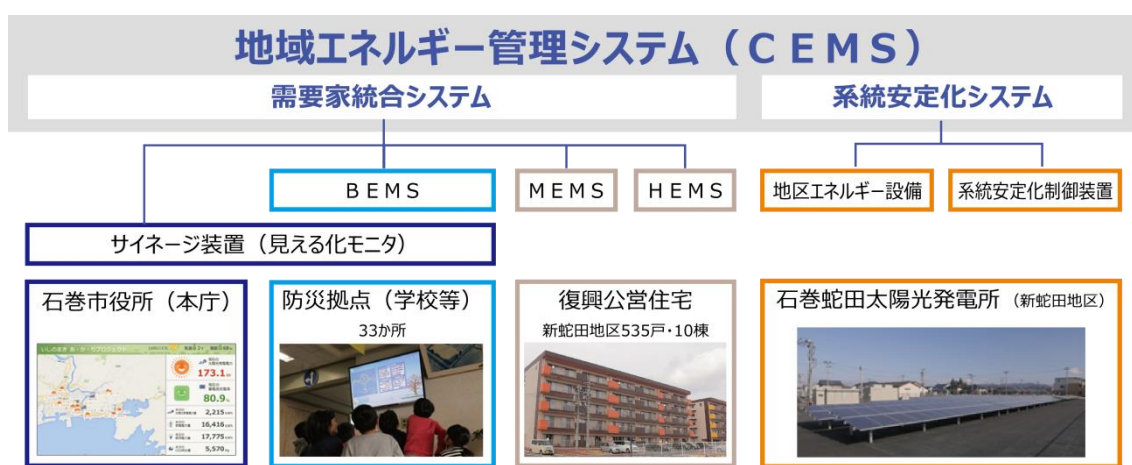 地域エネルギー管理システム（ＣＥＭＳ）
需要家統合システム
系統安定化システム
ＢＥＭＳ
ＭＥＭＳ
ＨＥＭＳ
地区エネルギー設備
系統安定化制御装置
サイネージ装置（見える化モニタ）
石巻市役所（本庁）
防災拠点（学校等）
33か所
復興公営住宅
新蛇田地区535戸・10棟
石巻蛇田太陽光発電所（新蛇田地区）
173.1
80.9
2,215
16,416
17,775
5,570